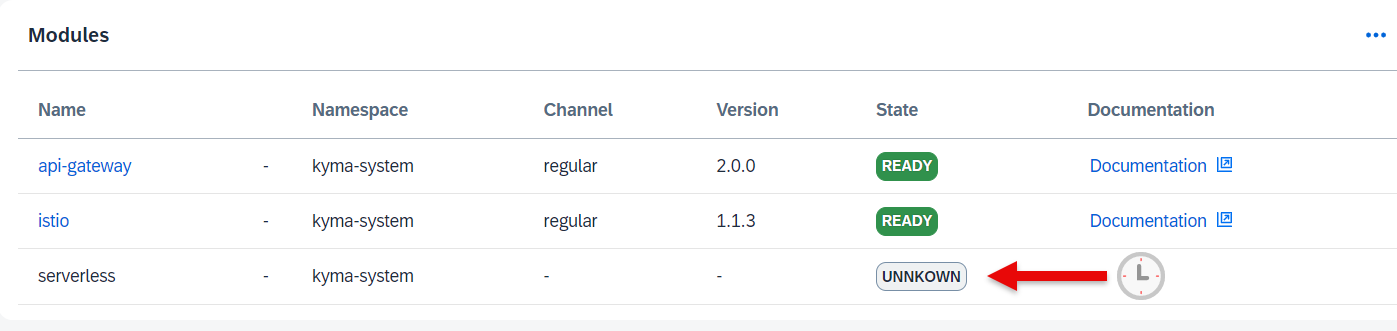 Modules
Name Namespace Channel Version State Documentation
api-gateway - kyma-system regular 2.0.0 READY Documentation
istio - kyma-system regular 1.1.3 READY Documentation
serverless - kyma-system - - UNNKOWN